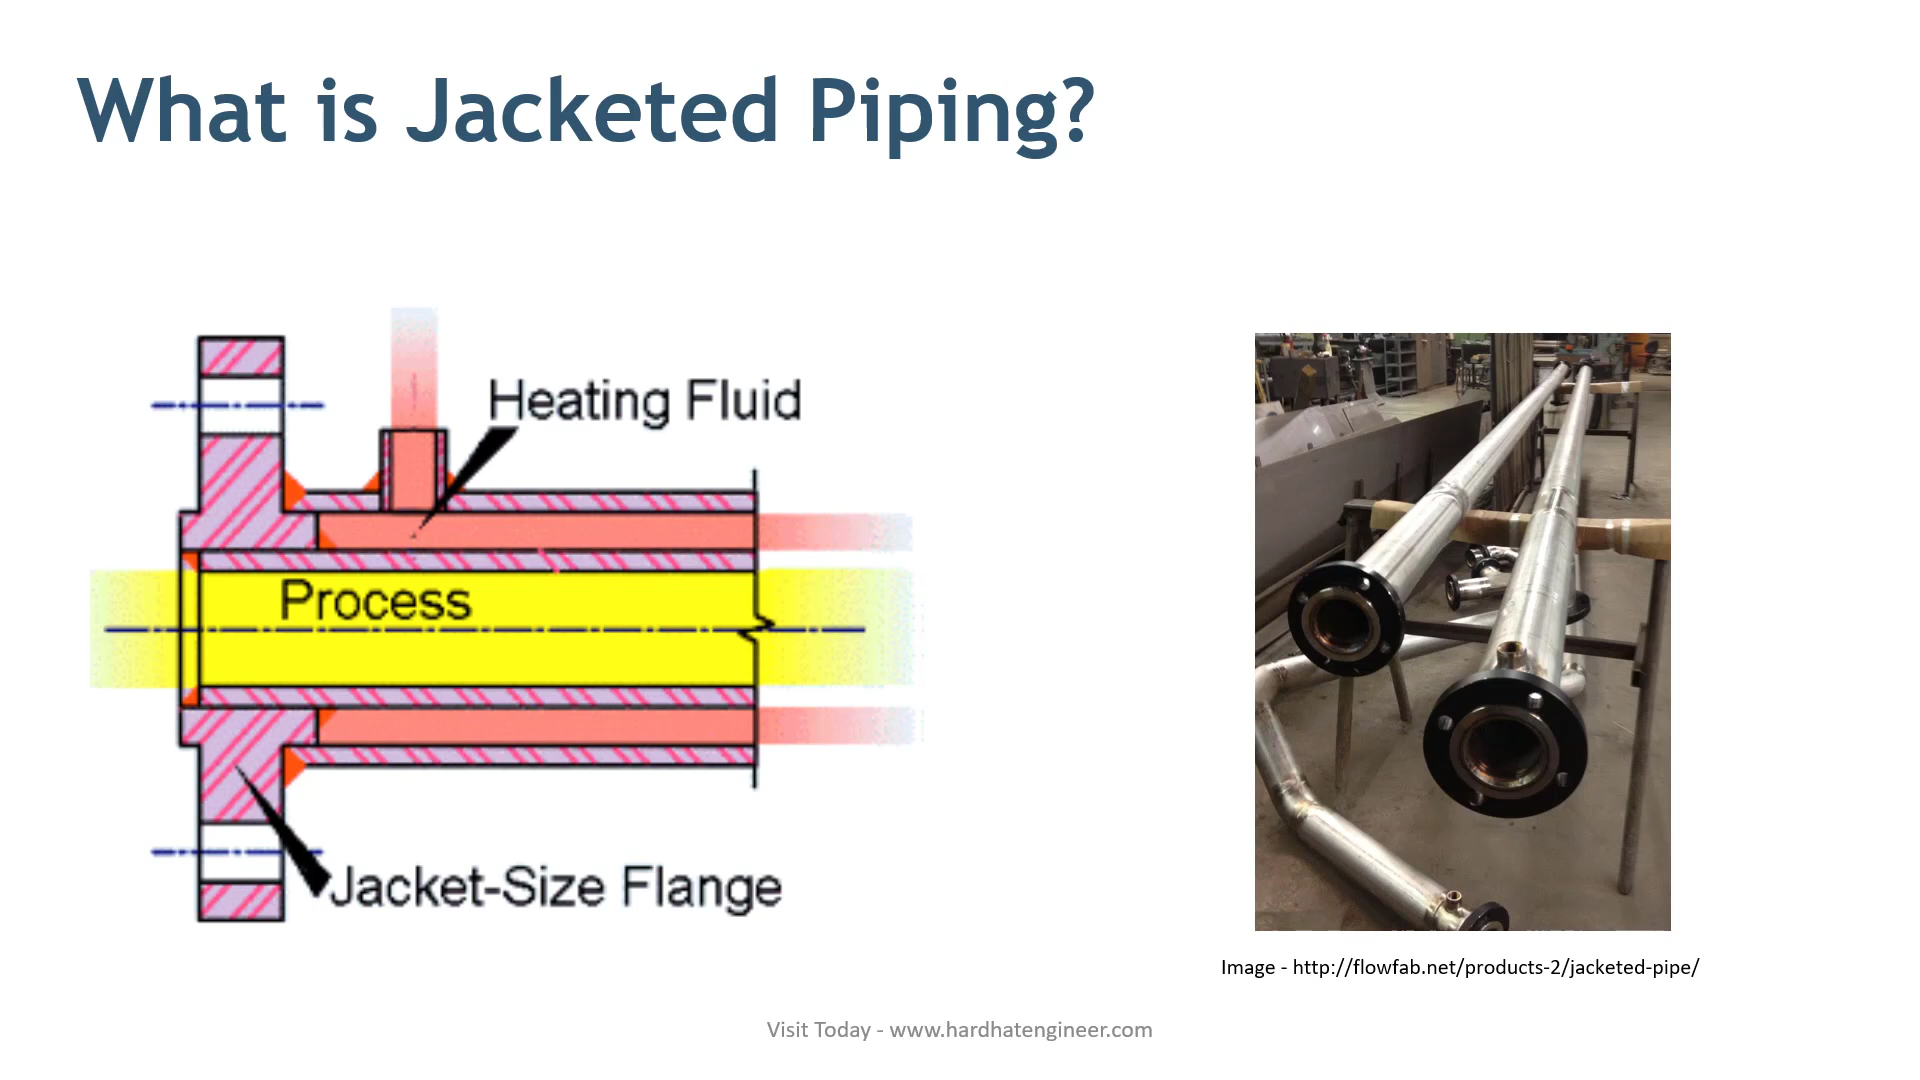 What is Jacketed Piping?
Heating Fluid
Process
Jacket-Size Flange
Image - http://flowfab.net/products-2/jacketed-pipe/
Visit Today - www.hardhatengineer.com